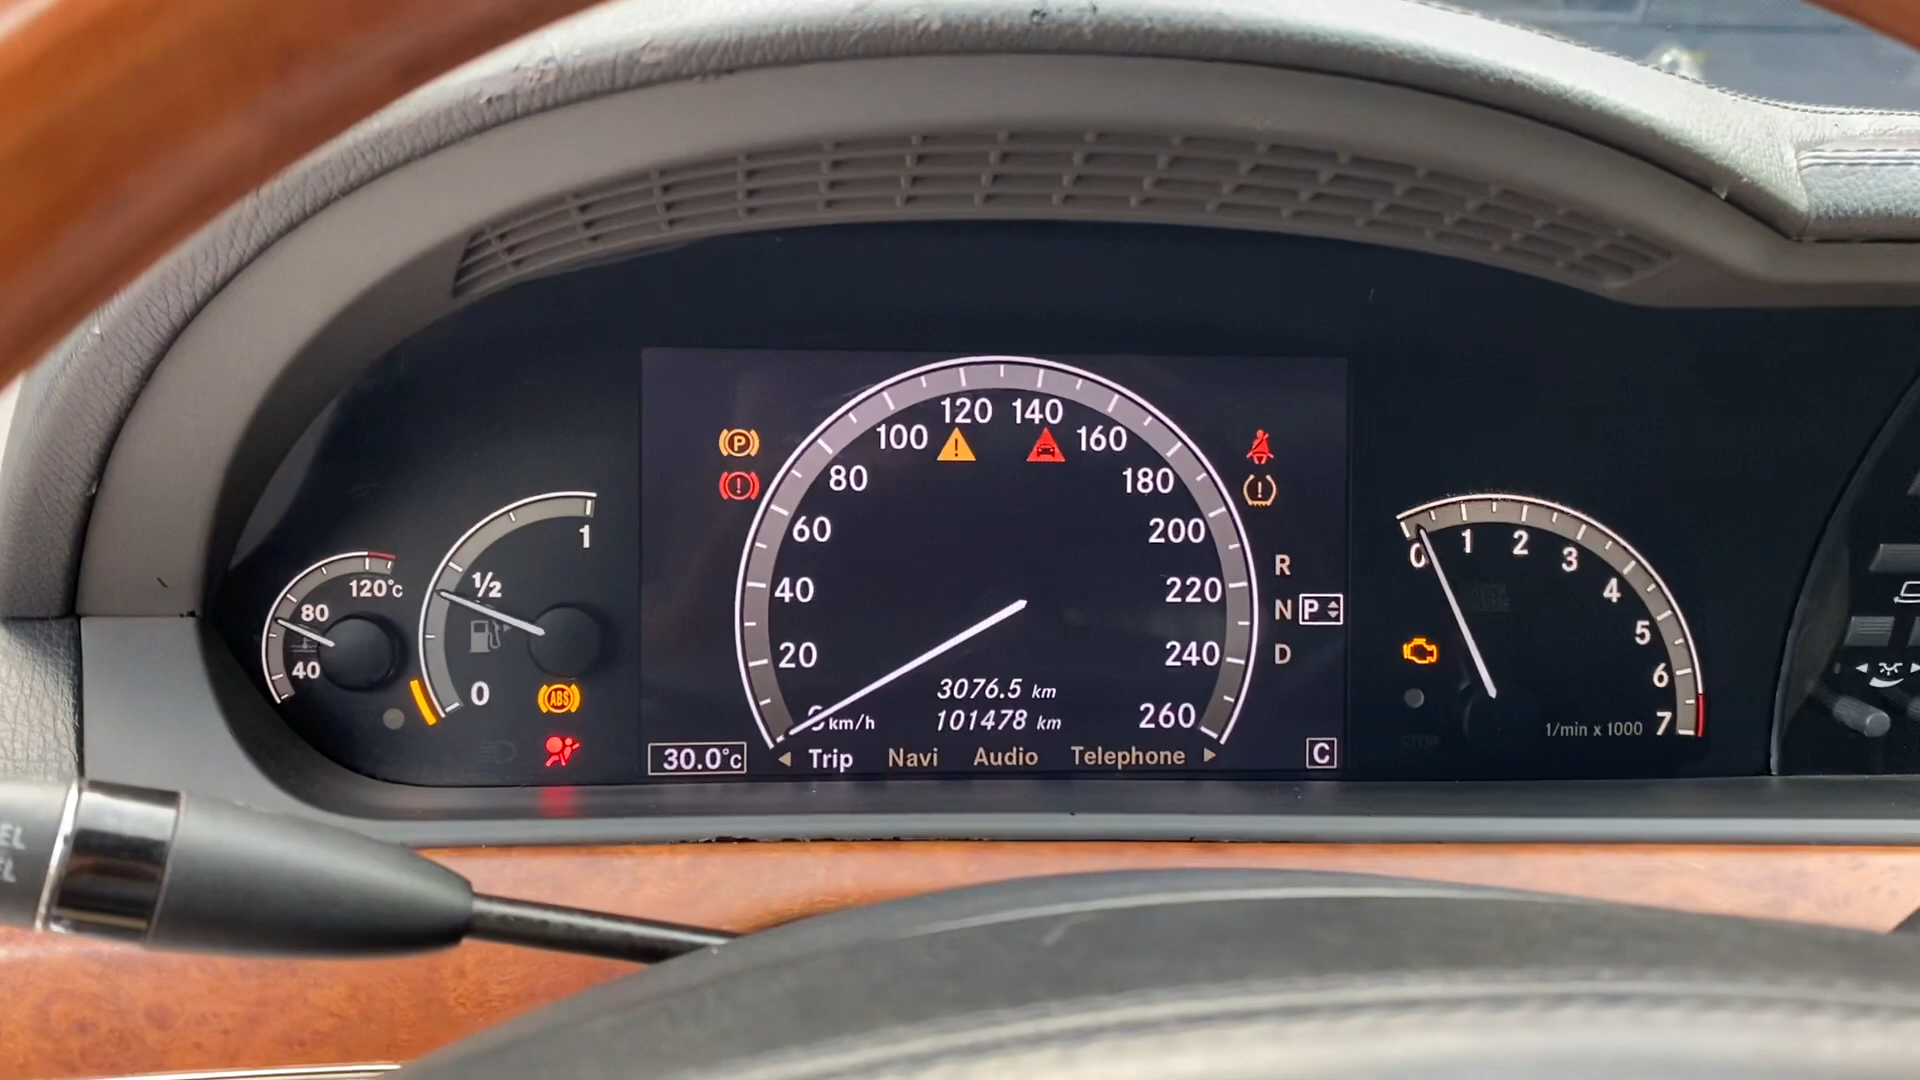 120°C
80
40
1
½
0
ABS
P
!
!
!
0
20
40
60
80
100
120
140
160
180
200
220
240
260
km/h
3076.5 km
101478 km
30.0°C
Trip Navi Audio Telephone
C
R
N P
D
0 1 2 3 4 5 6 7
1/min x 1000